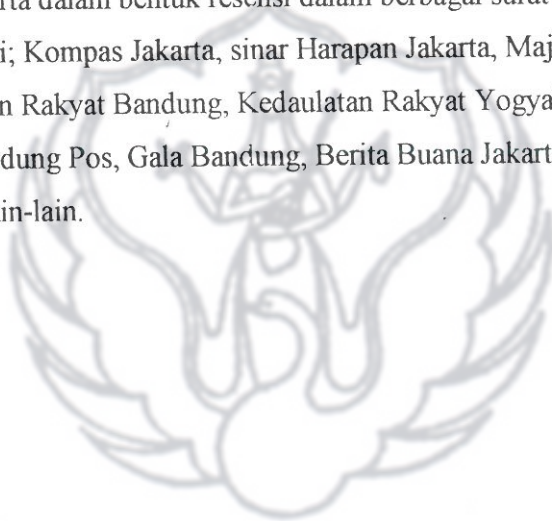 rta dalam bentuk resensi dalam berbagai surat
i; Kompas Jakarta, sinar Harapan Jakarta, Maj
n Rakyat Bandung, Kedaulatan Rakyat Yogya
dung Pos, Gala Bandung, Berita Buana Jakart
in-lain.